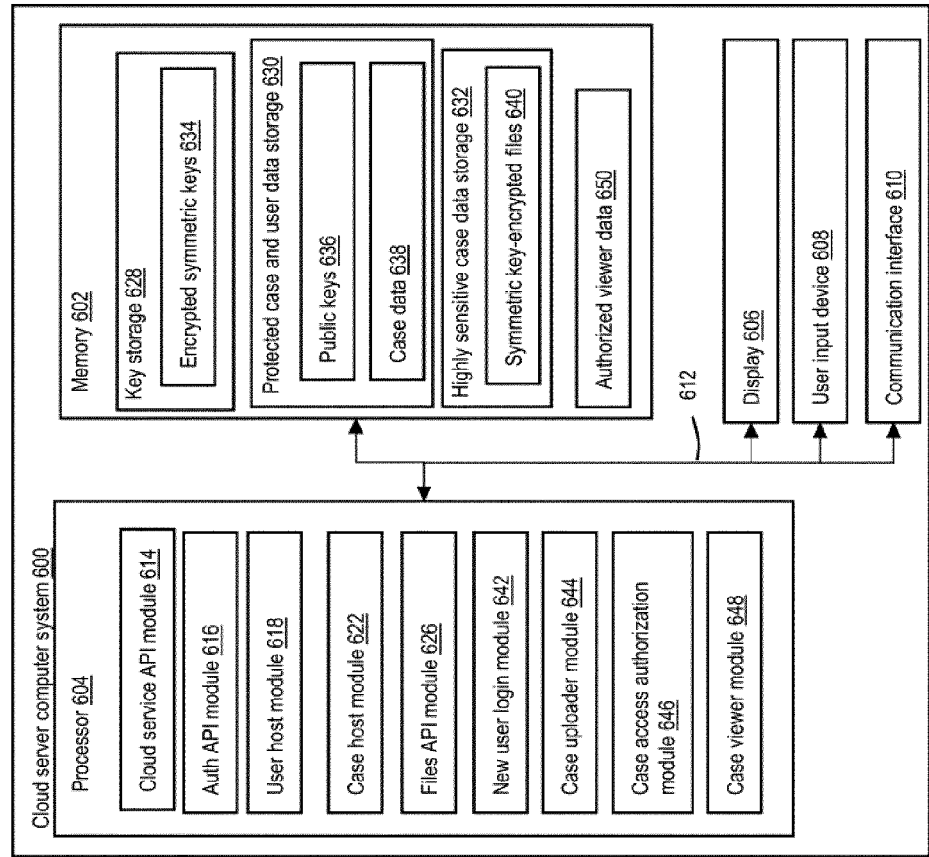 Cloud server computer system 600
Processor 604
Cloud service API module 614
Auth API module 616
User host module 618
Case host module 622
Files API module 626
New user login module 642
Case uploader module 644
Case access authorization
module 646
Case viewer module 648
Memory 602
Key storage 628
Encrypted symmetric keys 634
Protected case and user data storage 630
Public keys 636
Case data 638
Highly sensitive case data storage 632
Symmetric key-encrypted files 640
Authorized viewer data 650
612
Display 606
User input device 608
Communication interface 610